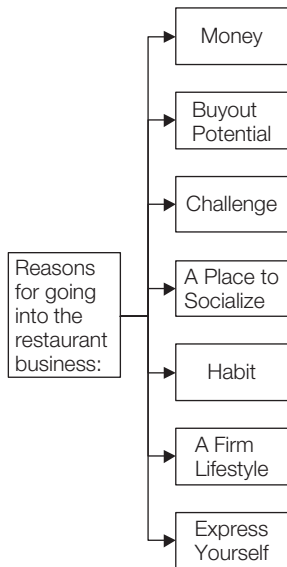 Money
Buyout
Potential
Challenge
Reasons
for going
into the
restaurant
business:
A Place to
Socialize
Habit
A Firm
Lifestyle
Express
Yourself